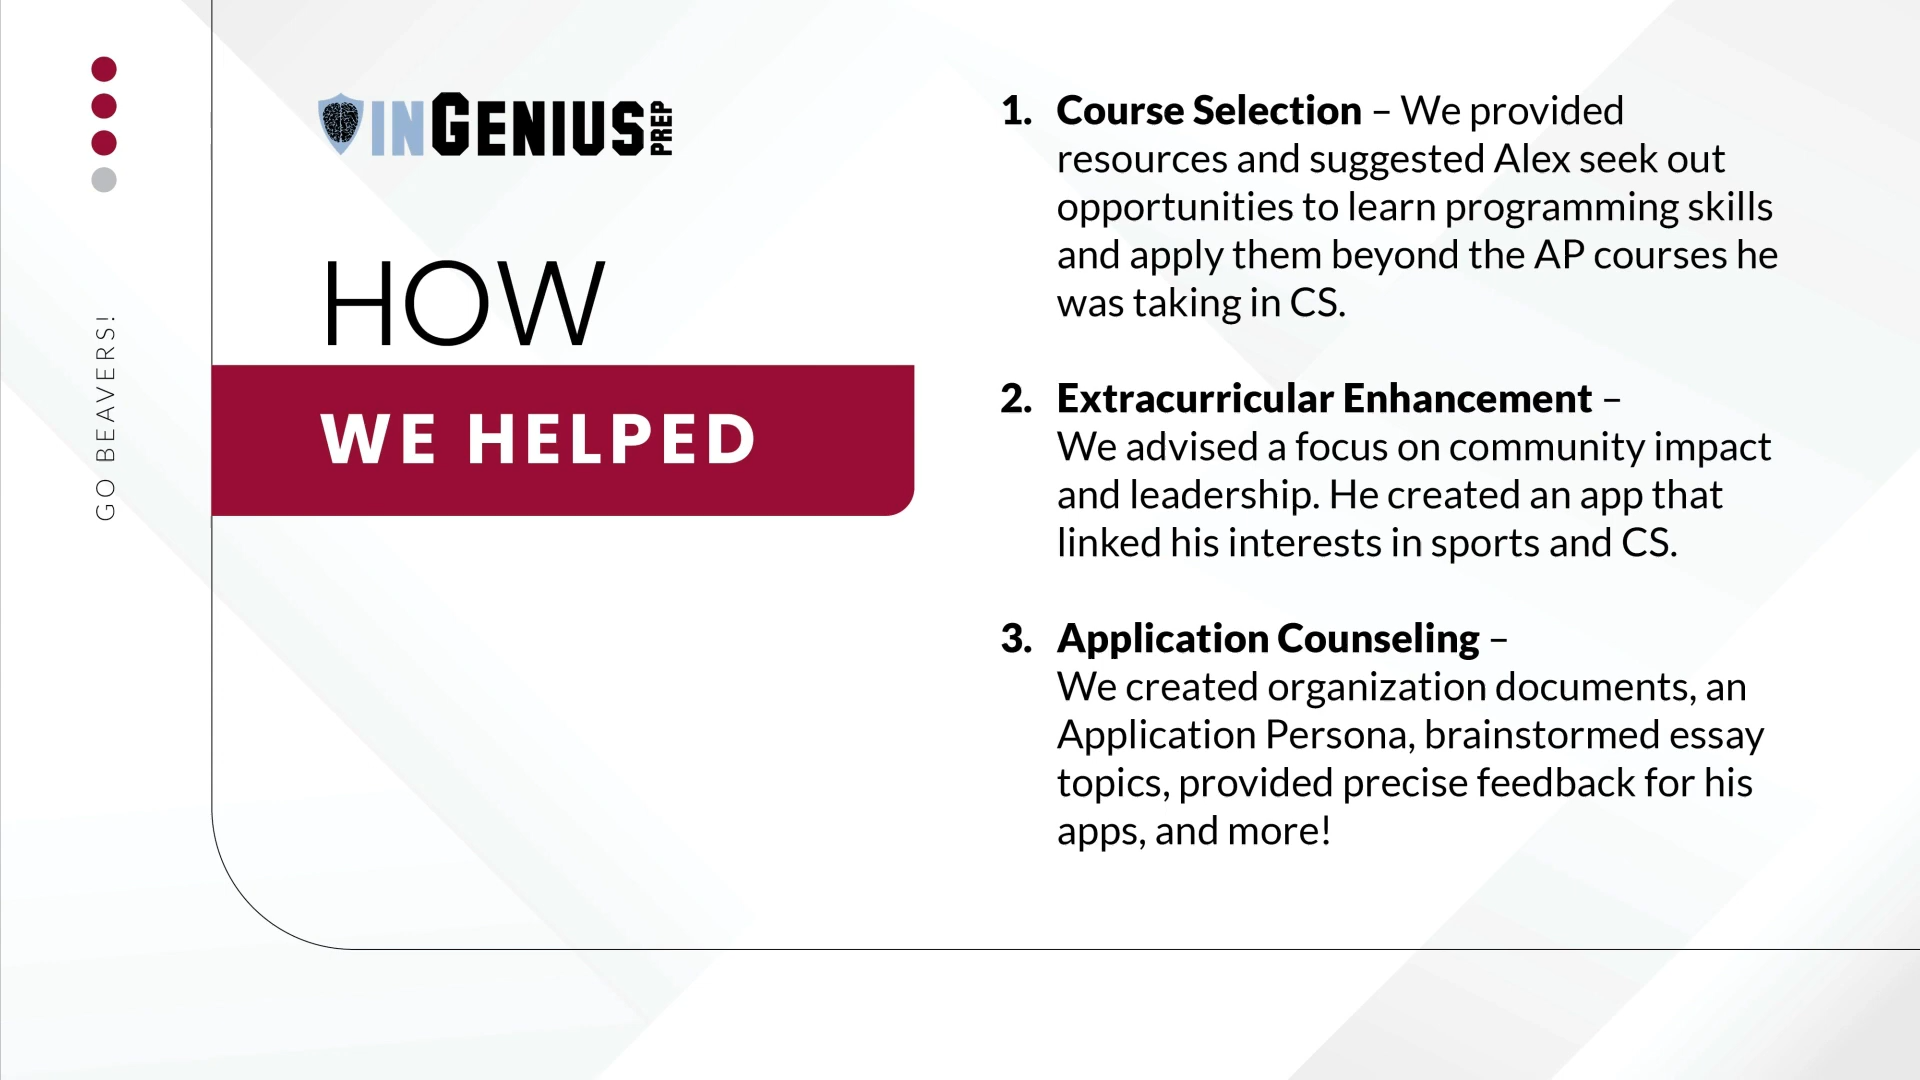 GO BEAVERS!
INGENIUS PREP
HOW
WE HELPED
1. Course Selection – We provided
resources and suggested Alex seek out
opportunities to learn programming skills
and apply them beyond the AP courses he
was taking in CS.
2. Extracurricular Enhancement –
We advised a focus on community impact
and leadership. He created an app that
linked his interests in sports and CS.
3. Application Counseling –
We created organization documents, an
Application Persona, brainstormed essay
topics, provided precise feedback for his
apps, and more!